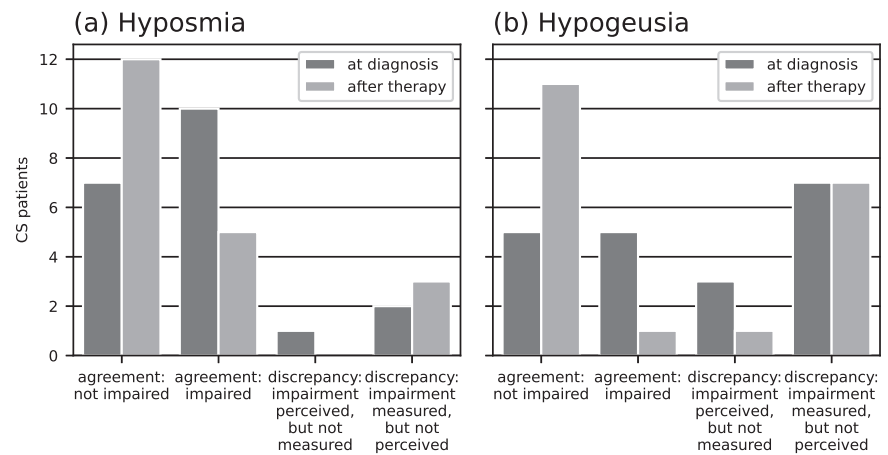 (a) Hyposmia
(b) Hypogeusia
CS patients
12
10
8
6
4
2
0
at diagnosis
after therapy
at diagnosis
after therapy
agreement:
not impaired
agreement:
impaired
discrepancy:
impairment
perceived,
but not
measured
discrepancy:
impairment
measured,
but not
perceived
agreement:
not impaired
agreement:
impaired
discrepancy:
impairment
perceived,
but not
measured
discrepancy:
impairment
measured,
but not
perceived